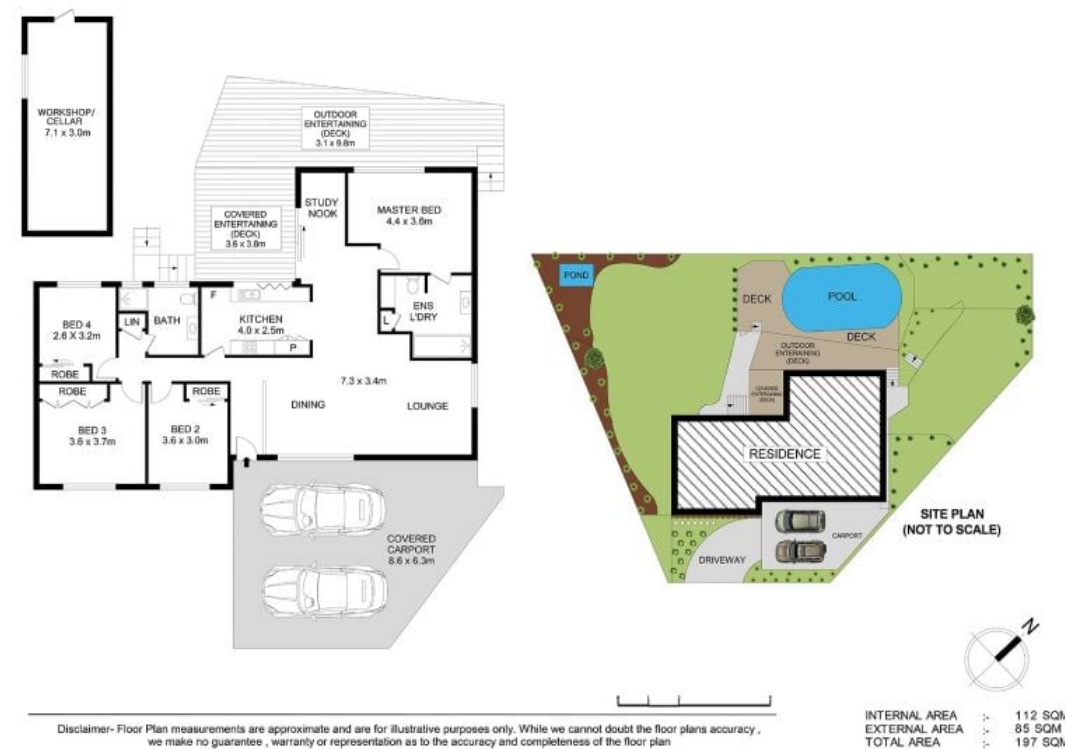 WORKSHOP/
CELLAR
7.1 x 3.0m
OUTDOOR
ENTERTAINING
(DECK)
3.1 x 9.8m
COVERED
ENTERTAINING
(DECK)
3.6 x 3.8m
STUDY
NOOK
MASTER BED
4.4 x 3.6m
BED 4
2.6 X 3.2m
LIN
BATH
F
KITCHEN
4.0 x 2.5m
P
ENS
L'DRY
L
ROBE
ROBE
ROBE
BED 3
3.6 x 3.7m
BED 2
3.6 x 3.0m
7.3 x 3.4m
DINING
LOUNGE
COVERED
CARPORT
8.6 x 6.3m
POND
DECK
POOL
DECK
OUTDOOR
ENTERTAINING
(DECK)
COVERED
ENTERTAINING
(DECK)
RESIDENCE
CARPORT
DRIVEWAY
SITE PLAN
(NOT TO SCALE)
N
Disclaimer- Floor Plan measurements are approximate and are for illustrative purposes only. While we cannot doubt the floor plans accuracy ,
we make no guarantee , warranty or representation as to the accuracy and completeness of the floor plan
INTERNAL AREA :- 112 SQM
EXTERNAL AREA :- 85 SQM
TOTAL AREA :- 197 SQM